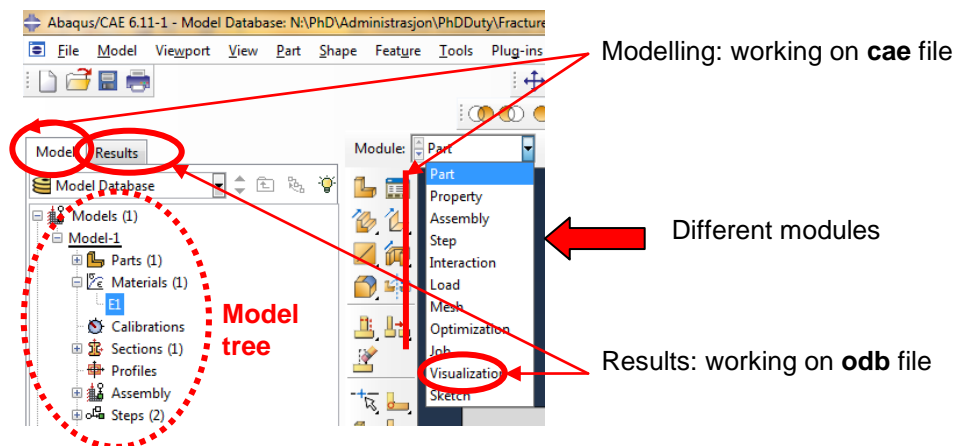 Abaqus/CAE 6.11-1 - Model Database: N:\PhD\Administrasjon\PhDDuty\Fracture
File Model Viewport View Part Shape Feature Tools Plug-ins
Modelling: working on cae file
Model Results
Module: Part
Model Database
Models (1)
Model-1
Parts (1)
Materials (1)
E1
Calibrations
Sections (1)
Profiles
Assembly
Steps (2)
Model
tree
Part
Property
Assembly
Step
Interaction
Load
Mesh
Optimization
Job
Visualization
Sketch
Different modules
Results: working on odb file